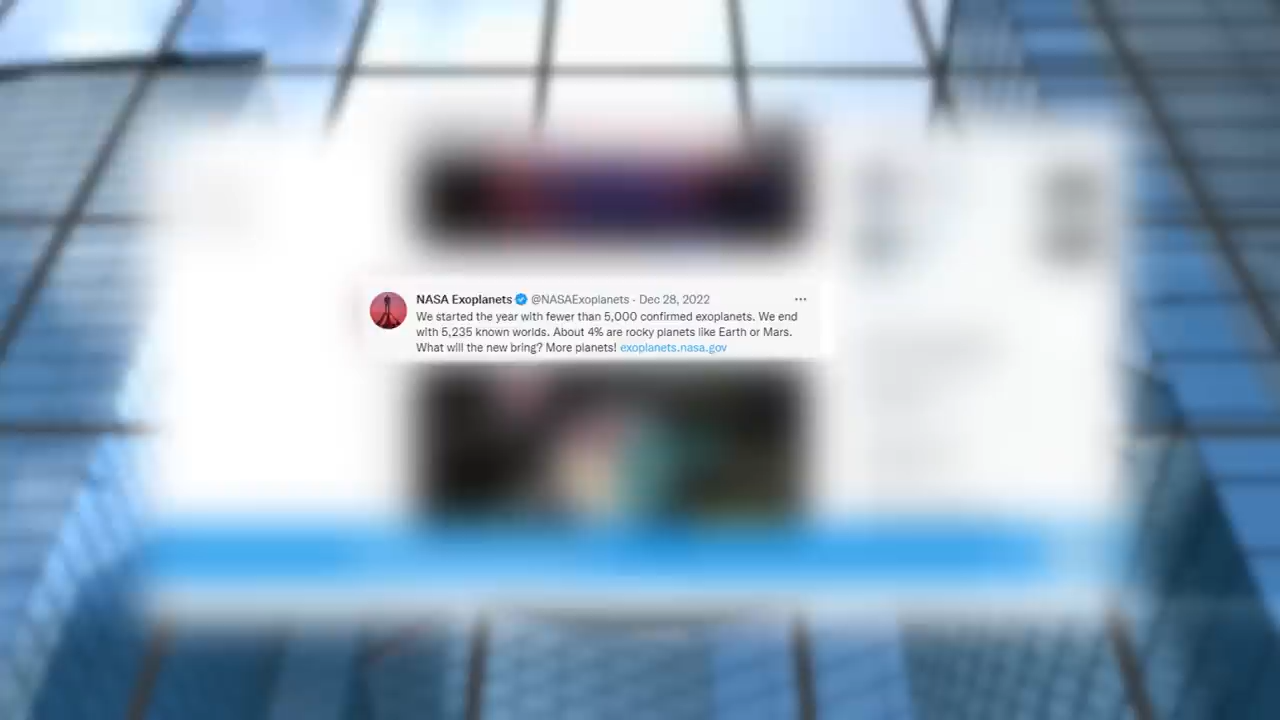 NASA Exoplanets @NASAExoplanets · Dec 28, 2022 ···
We started the year with fewer than 5,000 confirmed exoplanets. We end
with 5,235 known worlds. About 4% are rocky planets like Earth or Mars.
What will the new bring? More planets! exoplanets.nasa.gov